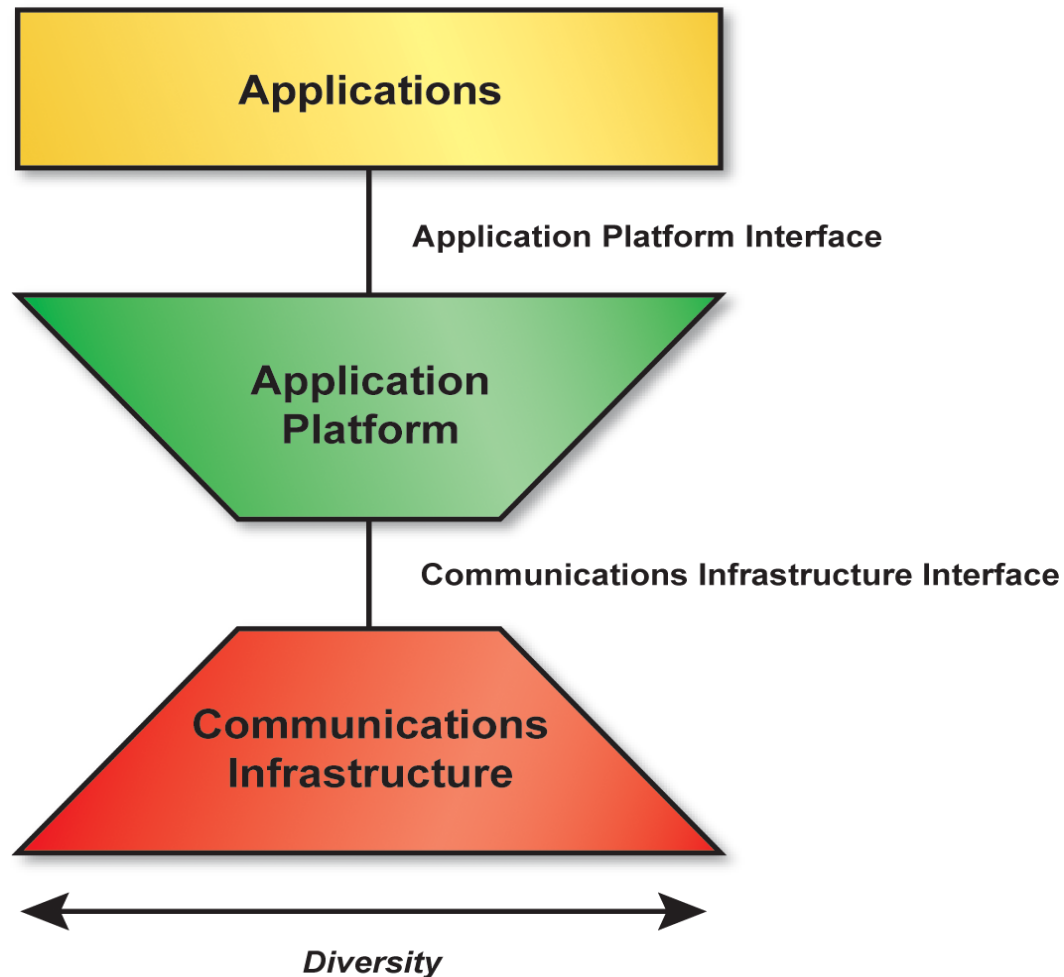 Applications
Application Platform Interface
Application
Platform
Communications Infrastructure Interface
Communications
Infrastructure
Diversity